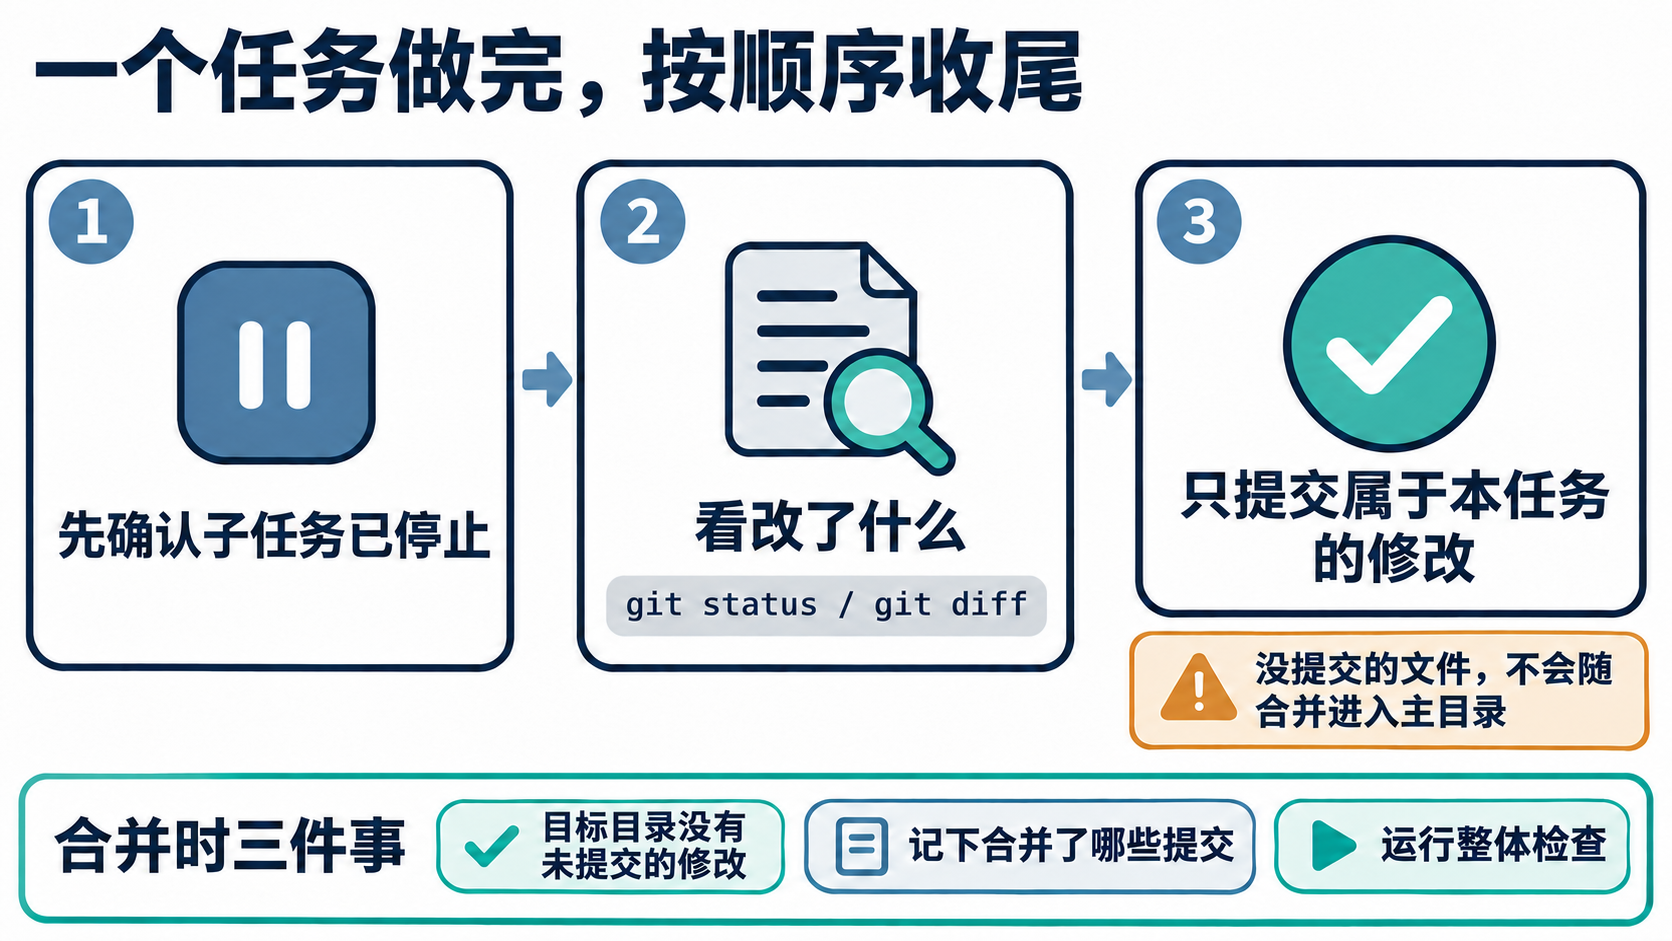 一个任务做完，按顺序收尾
1
先确认子任务已停止
2
看改了什么
git status / git diff
3
只提交属于本任务
的修改
没提交的文件，不会随
合并进入主目录
合并时三件事
目标目录没有
未提交的修改
记下合并了哪些提交
运行整体检查